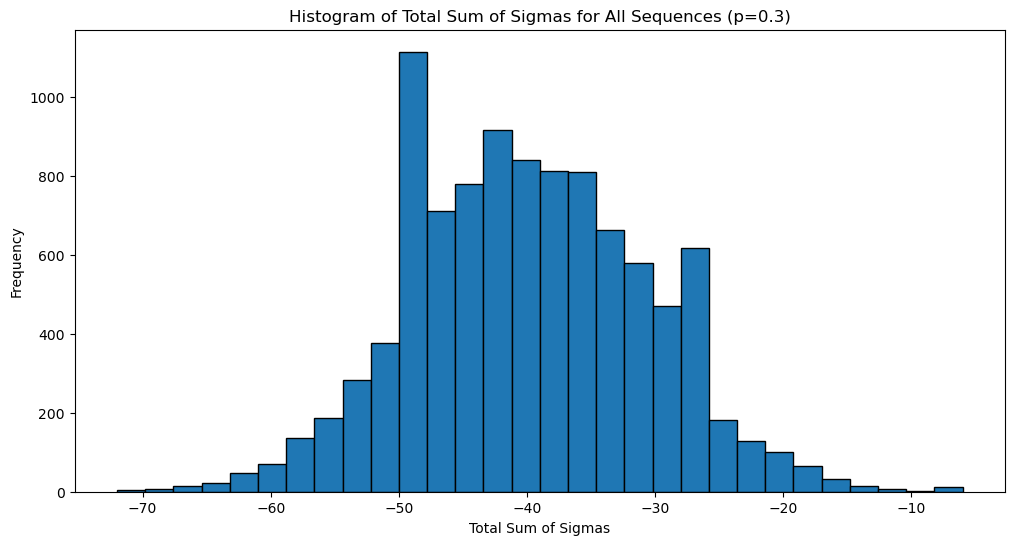 Histogram of Total Sum of Sigmas for All Sequences (p=0.3)
Frequency
1000
800
600
400
200
0
−70 −60 −50 −40 −30 −20 −10
Total Sum of Sigmas